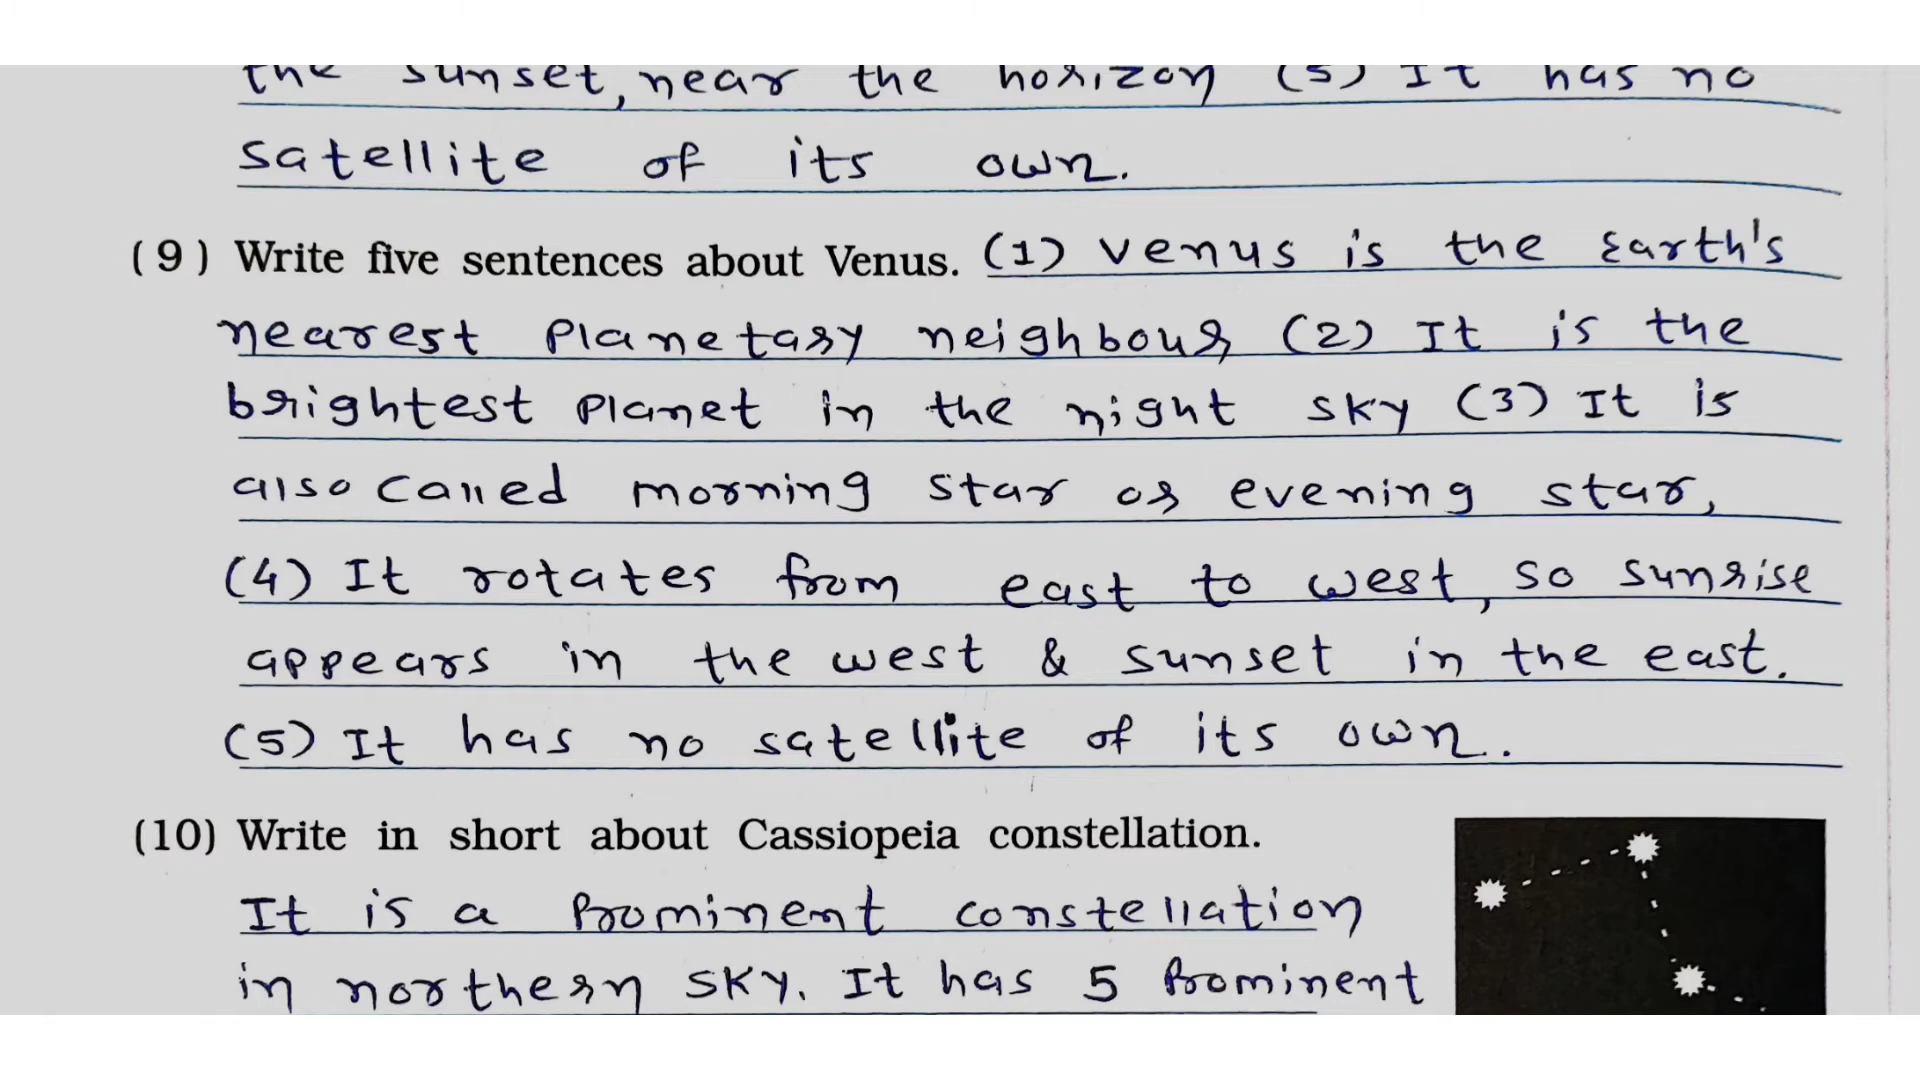 the sunset, near the horizon (5) It has no
satellite of its own.
(9) Write five sentences about Venus. (1) Venus is the Earth's
nearest planetary neighbour (2) It is the
brightest planet in the night sky (3) It is
also called morning star or evening star,
(4) It rotates from east to west, so sunrise
appears in the west & sunset in the east.
(5) It has no satellite of its own.
(10) Write in short about Cassiopeia constellation.
It is a Prominent constellation
in northern sky. It has 5 Prominent